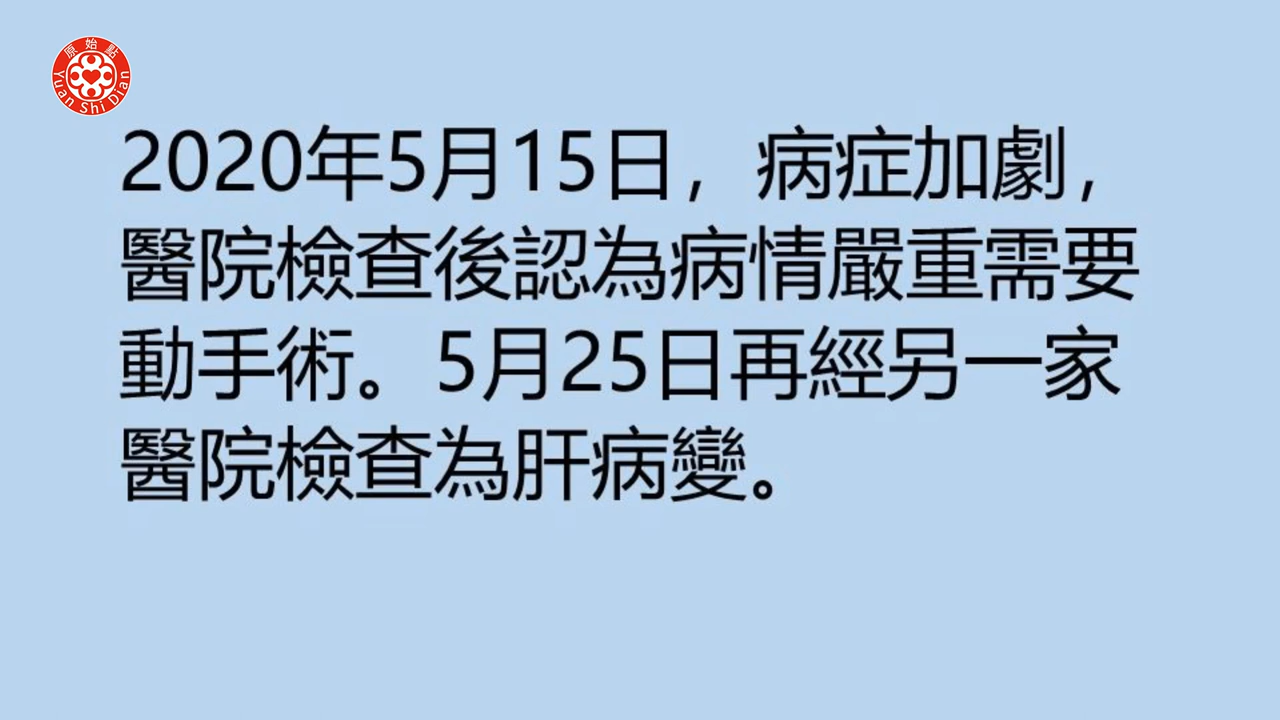 原始點
Yuan Shi Dian
2020年5月15日，病症加劇，
醫院檢查後認為病情嚴重需要
動手術。5月25日再經另一家
醫院檢查為肝病變。